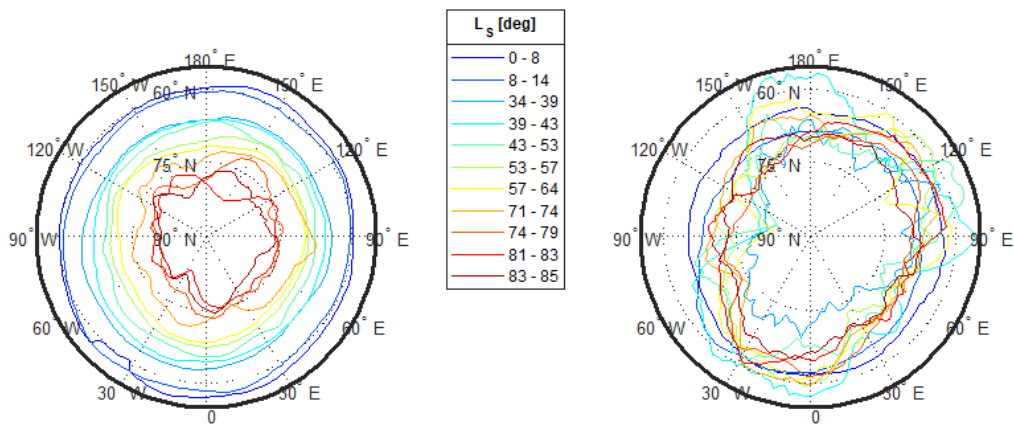 L S [deg]
0 - 8
8 - 14
34 - 39
39 - 43
43 - 53
53 - 57
57 - 64
71 - 74
74 - 79
81 - 83
83 - 85
180° E
150° W
150° E
60° N
120° W
120° E
75° N
90° W
90° N
90° E
60° W
60° E
30° W
30° E
0
180° E
150° W
150° E
60° N
120° W
120° E
75° N
90° W
90° N
90° E
60° W
60° E
30° W
30° E
0